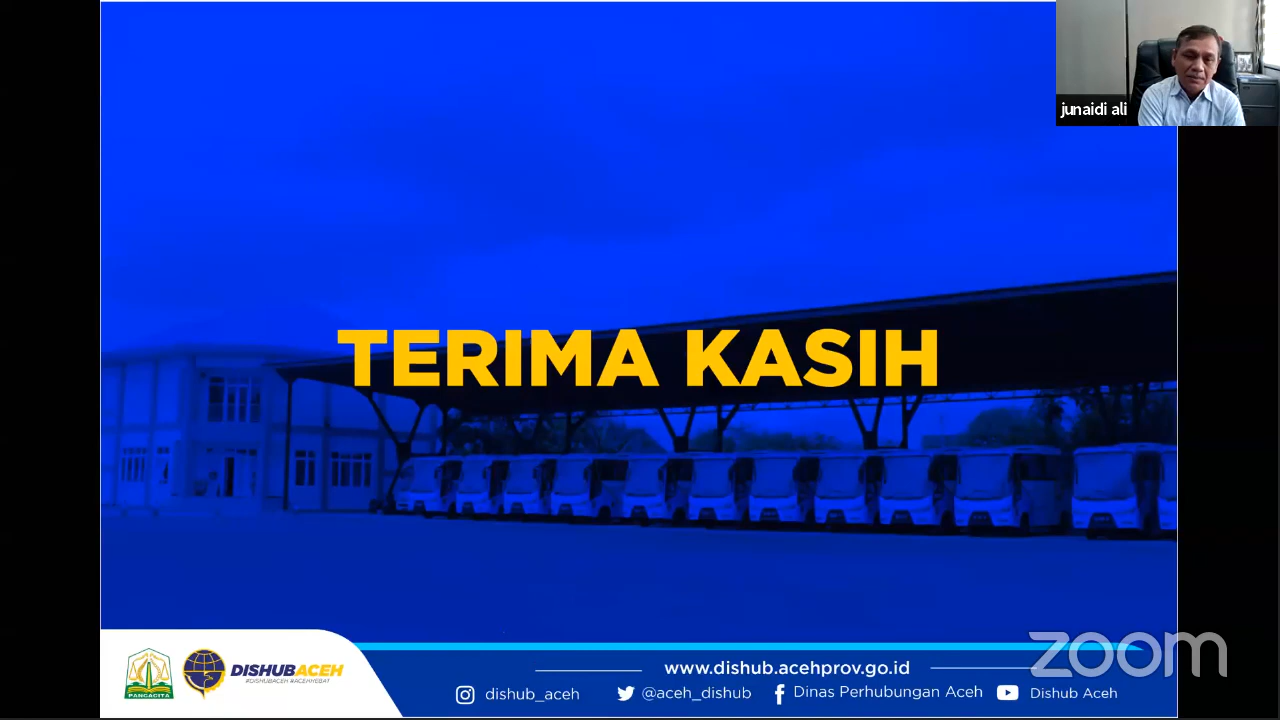 junaidi ali
TERIMA KASIH
PANCACITA
DISHUBACEH
#DISHUBACEH #ACEHHEBAT
www.dishub.acehprov.go.id
dishub_aceh @aceh_dishub Dinas Perhubungan Aceh Dishub Aceh
zoom